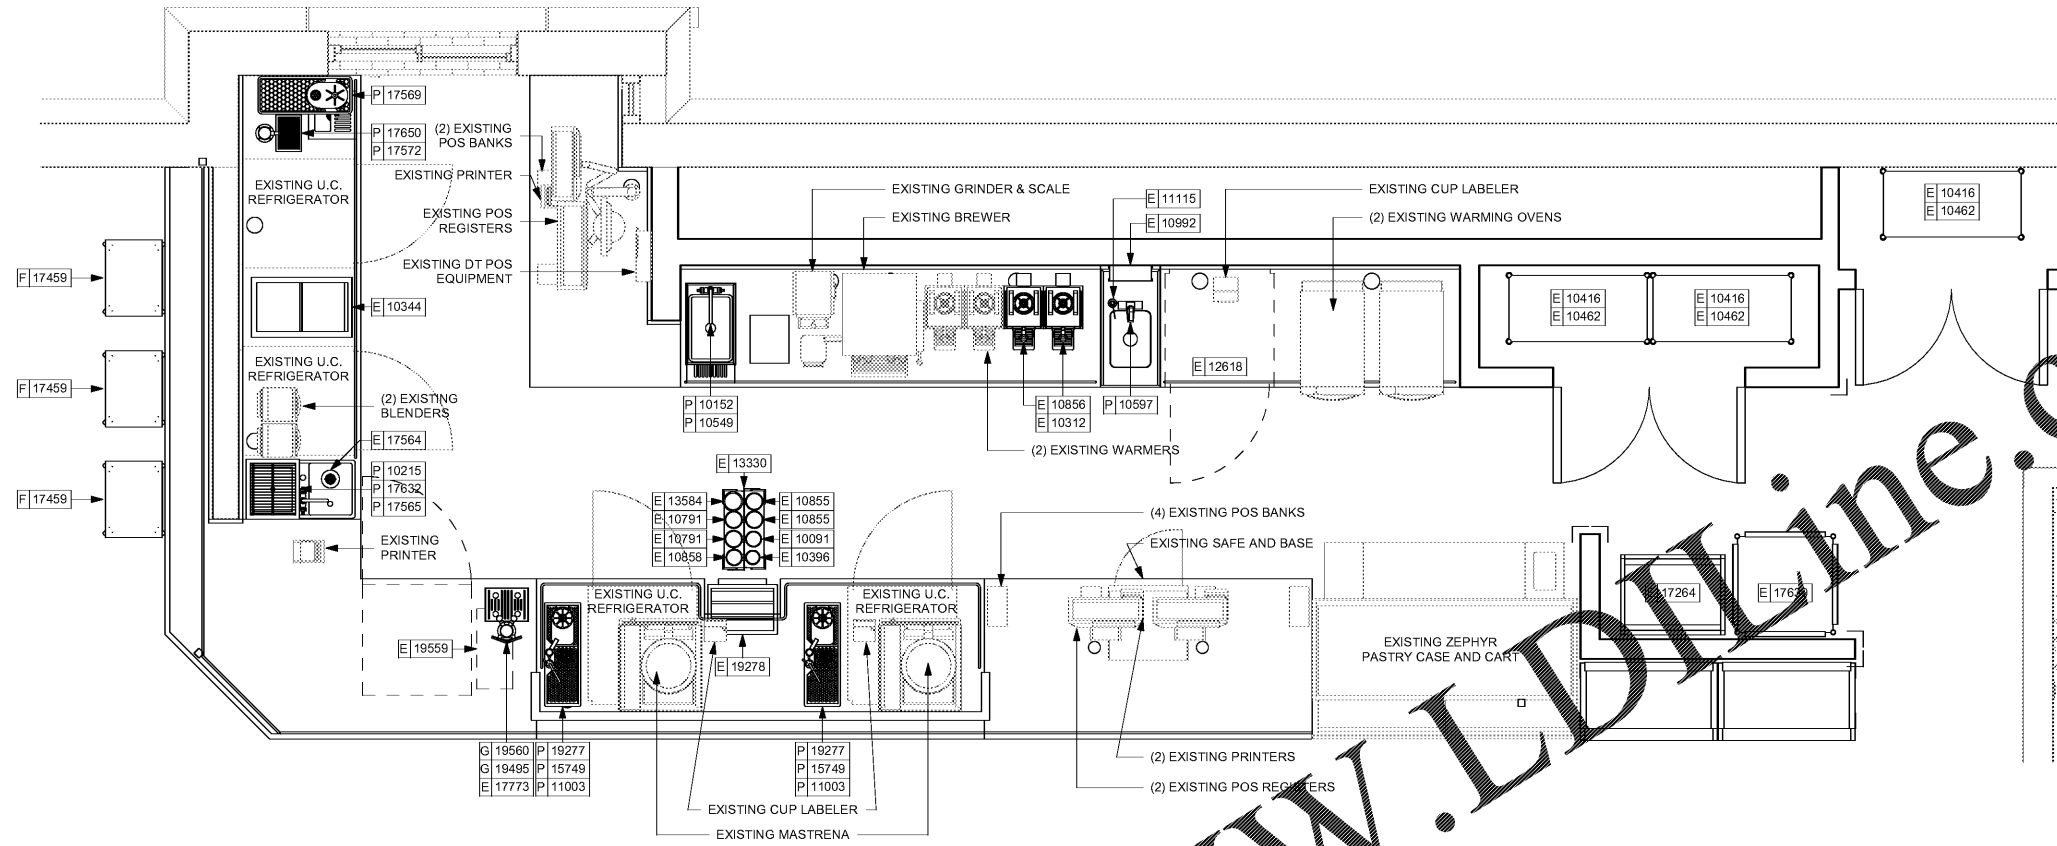 P 17569
P 17650
P 17572
(2) EXISTING
POS BANKS
EXISTING PRINTER
EXISTING U.C.
REFRIGERATOR
EXISTING POS
REGISTERS
EXISTING DT POS
EQUIPMENT
F 17459
E 10344
F 17459
EXISTING U.C.
REFRIGERATOR
(2) EXISTING
BLENDERS
E 17564
F 17459
P 10215
P 17632
P 17565
EXISTING
PRINTER
EXISTING GRINDER & SCALE
EXISTING BREWER
E 11115
E 10992
EXISTING CUP LABELER
(2) EXISTING WARMING OVENS
E 10416
E 10462
E 10416
E 10462
E 10416
E 10462
E 12618
P 10152
P 10549
E 10856
E 10312
P 10597
(2) EXISTING WARMERS
E 13330
E 13584
E 10791
E 10791
E 10858
E 10855
E 10855
E 10091
E 10396
(4) EXISTING POS BANKS
EXISTING SAFE AND BASE
EXISTING U.C.
REFRIGERATOR
EXISTING U.C.
REFRIGERATOR
E 19559
E 19278
EXISTING ZEPHYR
PASTRY CASE AND CART
17264
E
G 19560
G 19495
E 17773
P 19277
P 15749
P 11003
P 19277
P 15749
P 11003
(2) EXISTING PRINTERS
(2) EXISTING POS REGISTERS
EXISTING CUP LABELER
EXISTING MASTRENA
W.LDILine.c